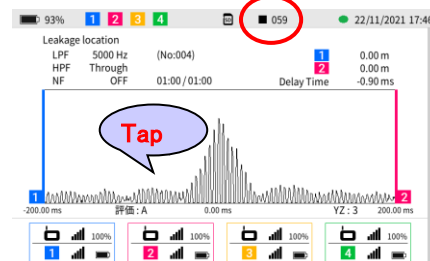 93% 1 2 3 4 059 22/11/2021 17:46
Leakage location
LPF 5000 Hz (No:004) 1 0.00 m
HPF Through 2 0.00 m
NF OFF 01:00 / 01:00 Delay Time -0.90 ms
Tap
1 2
-200.00 ms 評価 : A 0.00 ms YZ : 3 200.00 ms
100% 100% 100% 100%
1 2 3 4